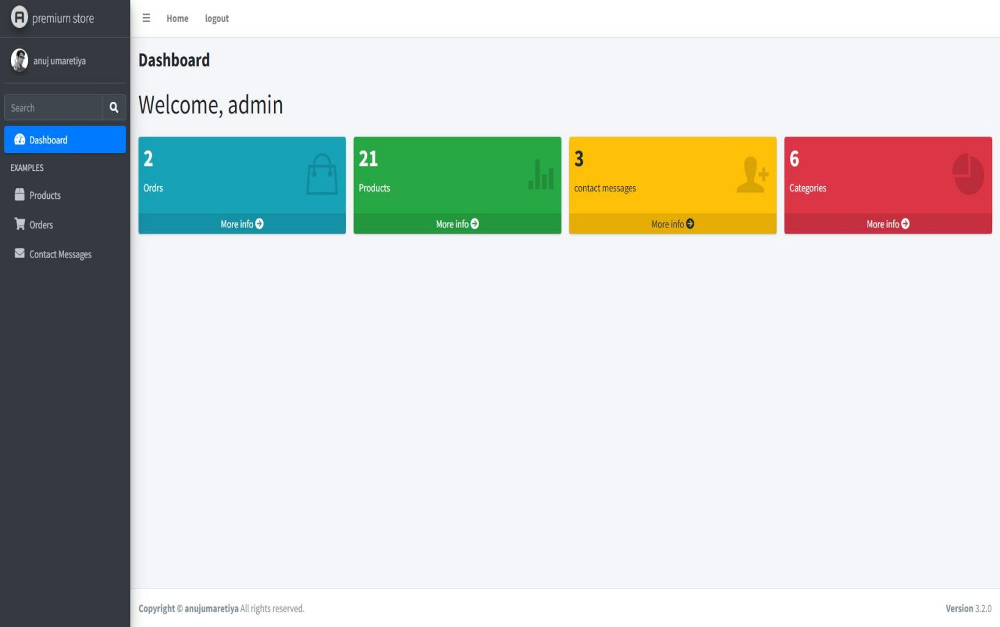 premium store
Home logout
anuj umaretiya
Dashboard
Welcome, admin
Search
Dashboard
EXAMPLES
Products
Orders
Contact Messages
2
Ordrs
More info
21
Products
More info
3
contact messages
More info
6
Categories
More info
Copyright © anujumaretiya All rights reserved.
Version 3.2.0